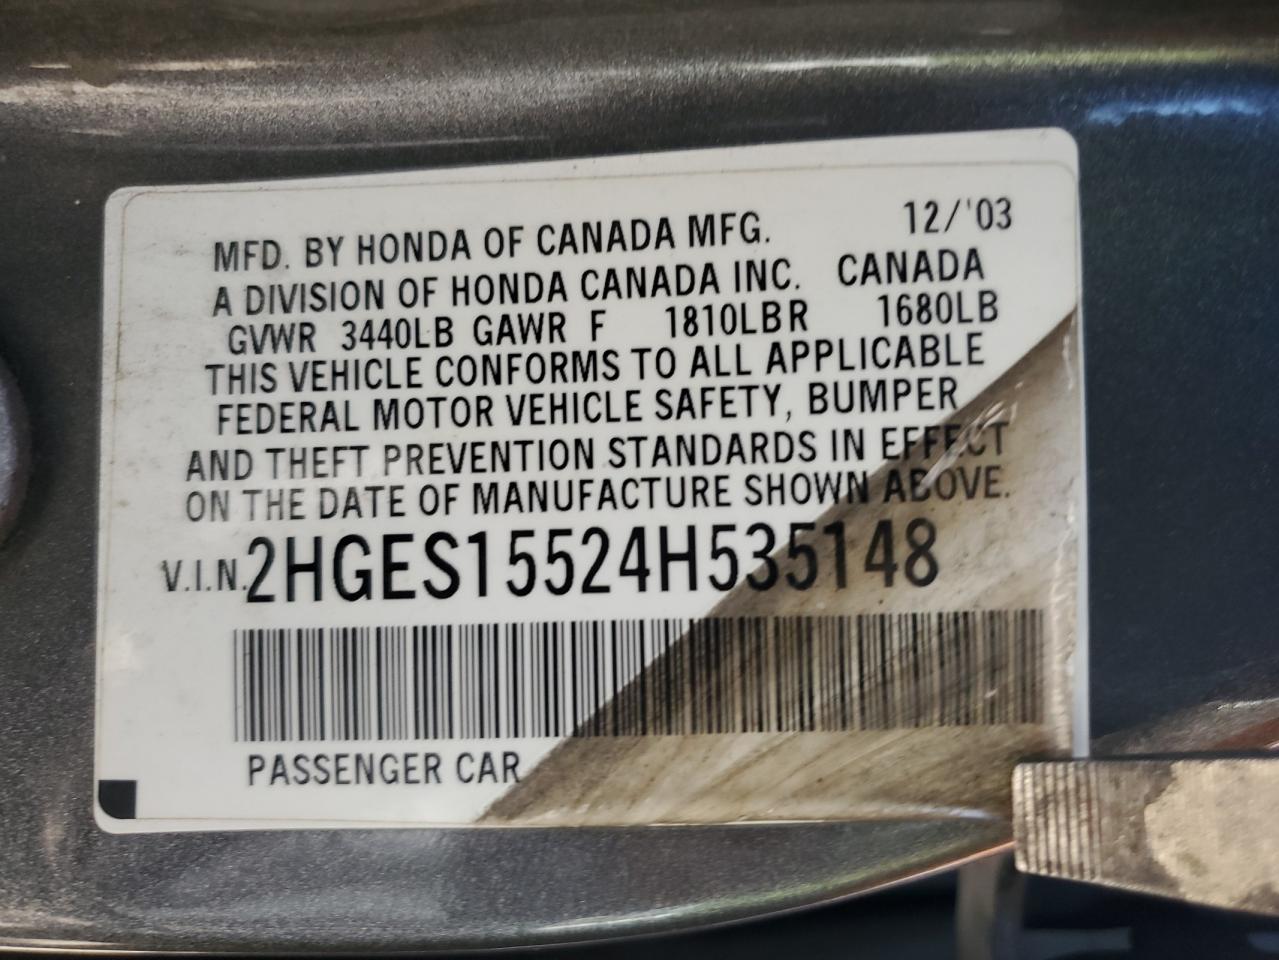 MFD. BY HONDA OF CANADA MFG. 12/'03
A DIVISION OF HONDA CANADA INC. CANADA
GVWR 3440LB GAWR F 1810LBR 1680LB
THIS VEHICLE CONFORMS TO ALL APPLICABLE
FEDERAL MOTOR VEHICLE SAFETY, BUMPER
AND THEFT PREVENTION STANDARDS IN EFFECT
ON THE DATE OF MANUFACTURE SHOWN ABOVE.
V.I.N. 2HGES15524H535148
PASSENGER CAR